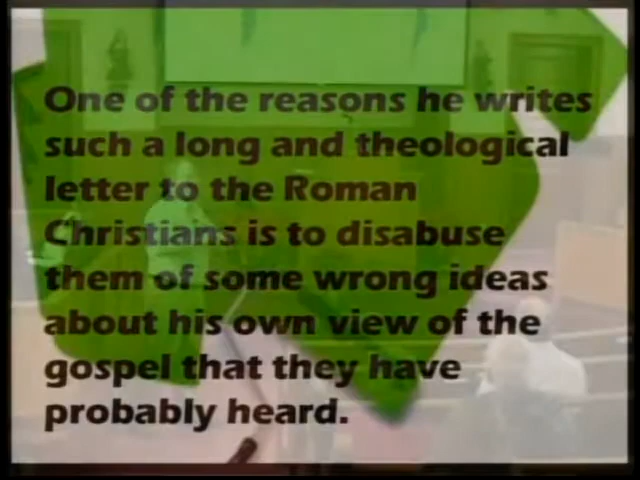 One of the reasons he writes
such a long and theological
letter to the Roman
Christians is to disabuse
them of some wrong ideas
about his own view of the
gospel that they have
probably heard.